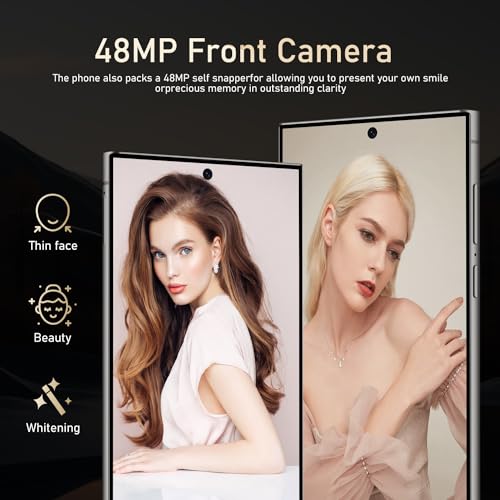 48MP Front Camera
The phone also packs a 48MP self snapperfor allowing you to present your own smile
orprecious memory in outstanding clarity
Thin face
Beauty
Whitening